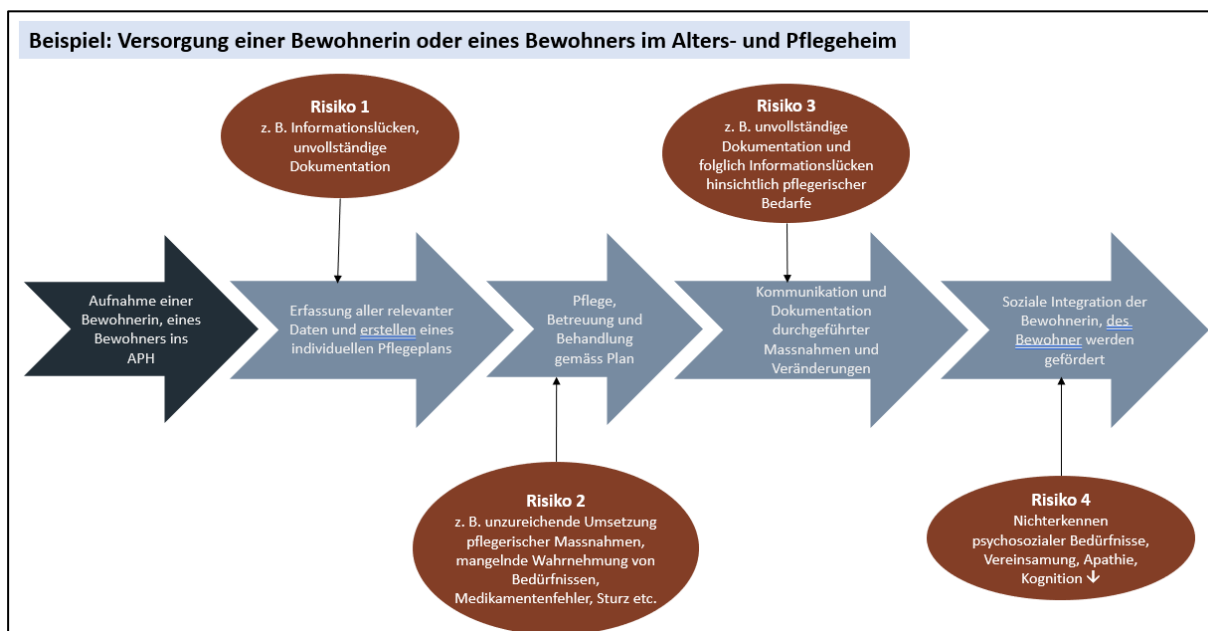 Beispiel: Versorgung einer Bewohnerin oder eines Bewohners im Alters- und Pflegeheim
Risiko 1
z. B. Informationslücken,
unvollständige
Dokumentation
Risiko 3
z. B. unvollständige
Dokumentation und
folglich Informationslücken
hinsichtlich pflegerischer
Bedarfe
Aufnahme einer
Bewohnerin, eines
Bewohners ins
APH
Erfassung aller relevanter
Daten und erstellen eines
individuellen Pflegeplans
Pflege,
Betreuung und
Behandlung
gemäss Plan
Kommunikation und
Dokumentation
durchgeführter
Massnahmen und
Veränderungen
Soziale Integration der
Bewohnerin, des
Bewohner werden
gefördert
Risiko 2
z. B. unzureichende Umsetzung
pflegerischer Massnahmen,
mangelnde Wahrnehmung von
Bedürfnissen,
Medikamentenfehler, Sturz etc.
Risiko 4
Nichterkennen
psychosozialer Bedürfnisse,
Vereinsamung, Apathie,
Kognition ↓